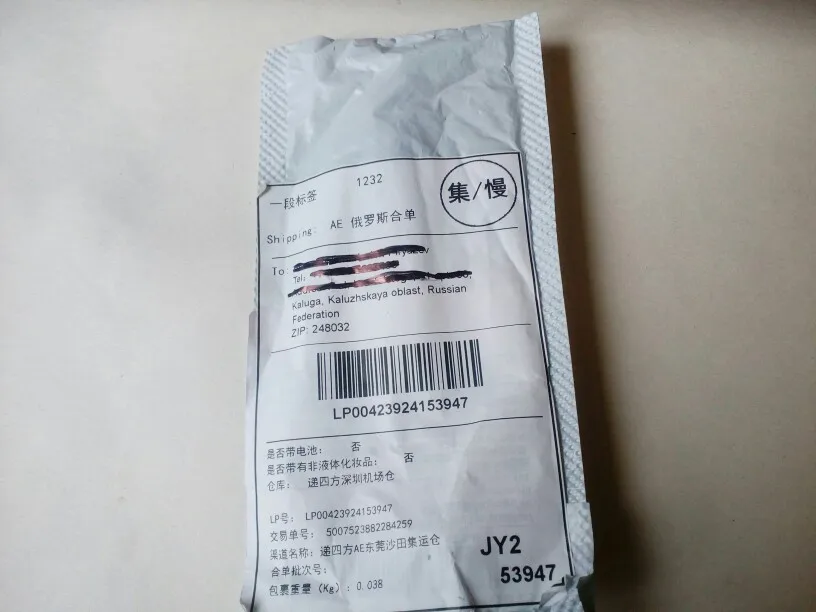 一段标签 1232
集/慢
Shipping: AE 俄罗斯合单
To
Tel:
Kaluga, Kaluzhskaya oblast, Russian
Federation
ZIP: 248032
LP00423924153947
是否带电池: 否
是否带有非液体化妆品: 否
仓库: 递四方深圳机场仓
LP号: LP00423924153947
交易单号: 5007523882284259
渠道名称: 递四方AE东莞沙田集运仓
合单批次号:
包裹重量 (Kg): 0.038
JY2
53947